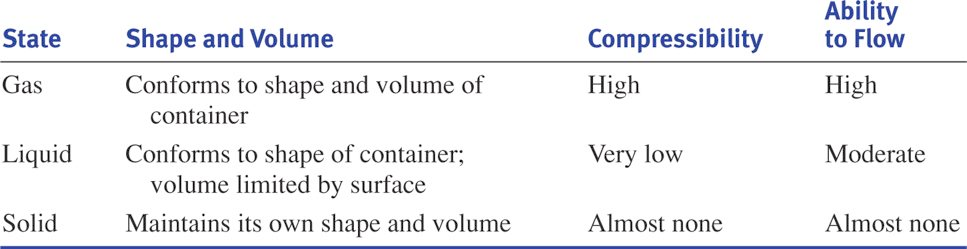 State Shape and Volume Compressibility Ability to Flow
Gas Conforms to shape and volume of container High High
Liquid Conforms to shape of container; volume limited by surface Very low Moderate
Solid Maintains its own shape and volume Almost none Almost none